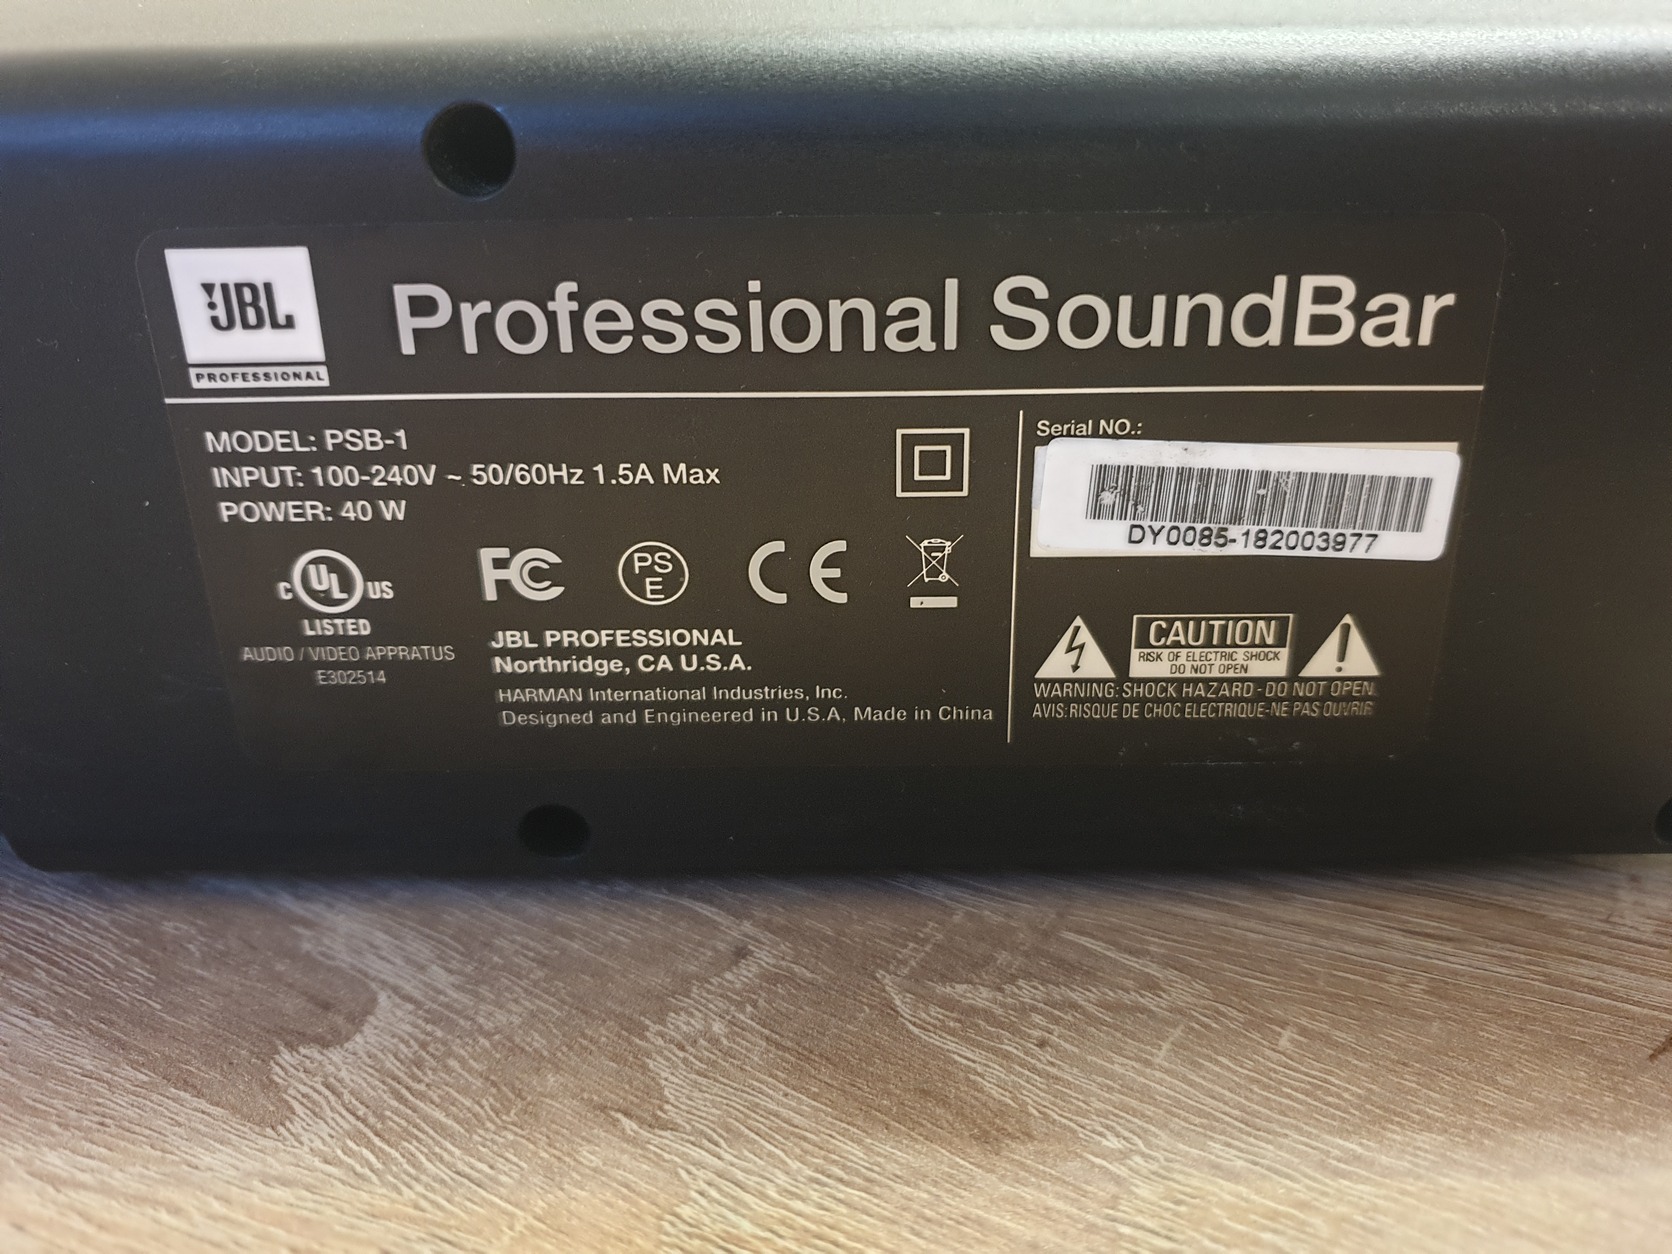 JBL
PROFESSIONAL
Professional SoundBar
MODEL: PSB-1
INPUT: 100-240V ~ 50/60Hz 1.5A Max
POWER: 40 W
C UL US
LISTED
AUDIO / VIDEO APPRATUS
E302514
FC
PS
E
CE
JBL PROFESSIONAL
Northridge, CA U.S.A.
HARMAN International Industries, Inc.
Designed and Engineered in U.S.A, Made in China
Serial NO.:
DY0085-182003977
CAUTION
RISK OF ELECTRIC SHOCK
DO NOT OPEN
WARNING: SHOCK HAZARD - DO NOT OPEN.
AVIS: RISQUE DE CHOC ELECTRIQUE-NE PAS OUVRIR